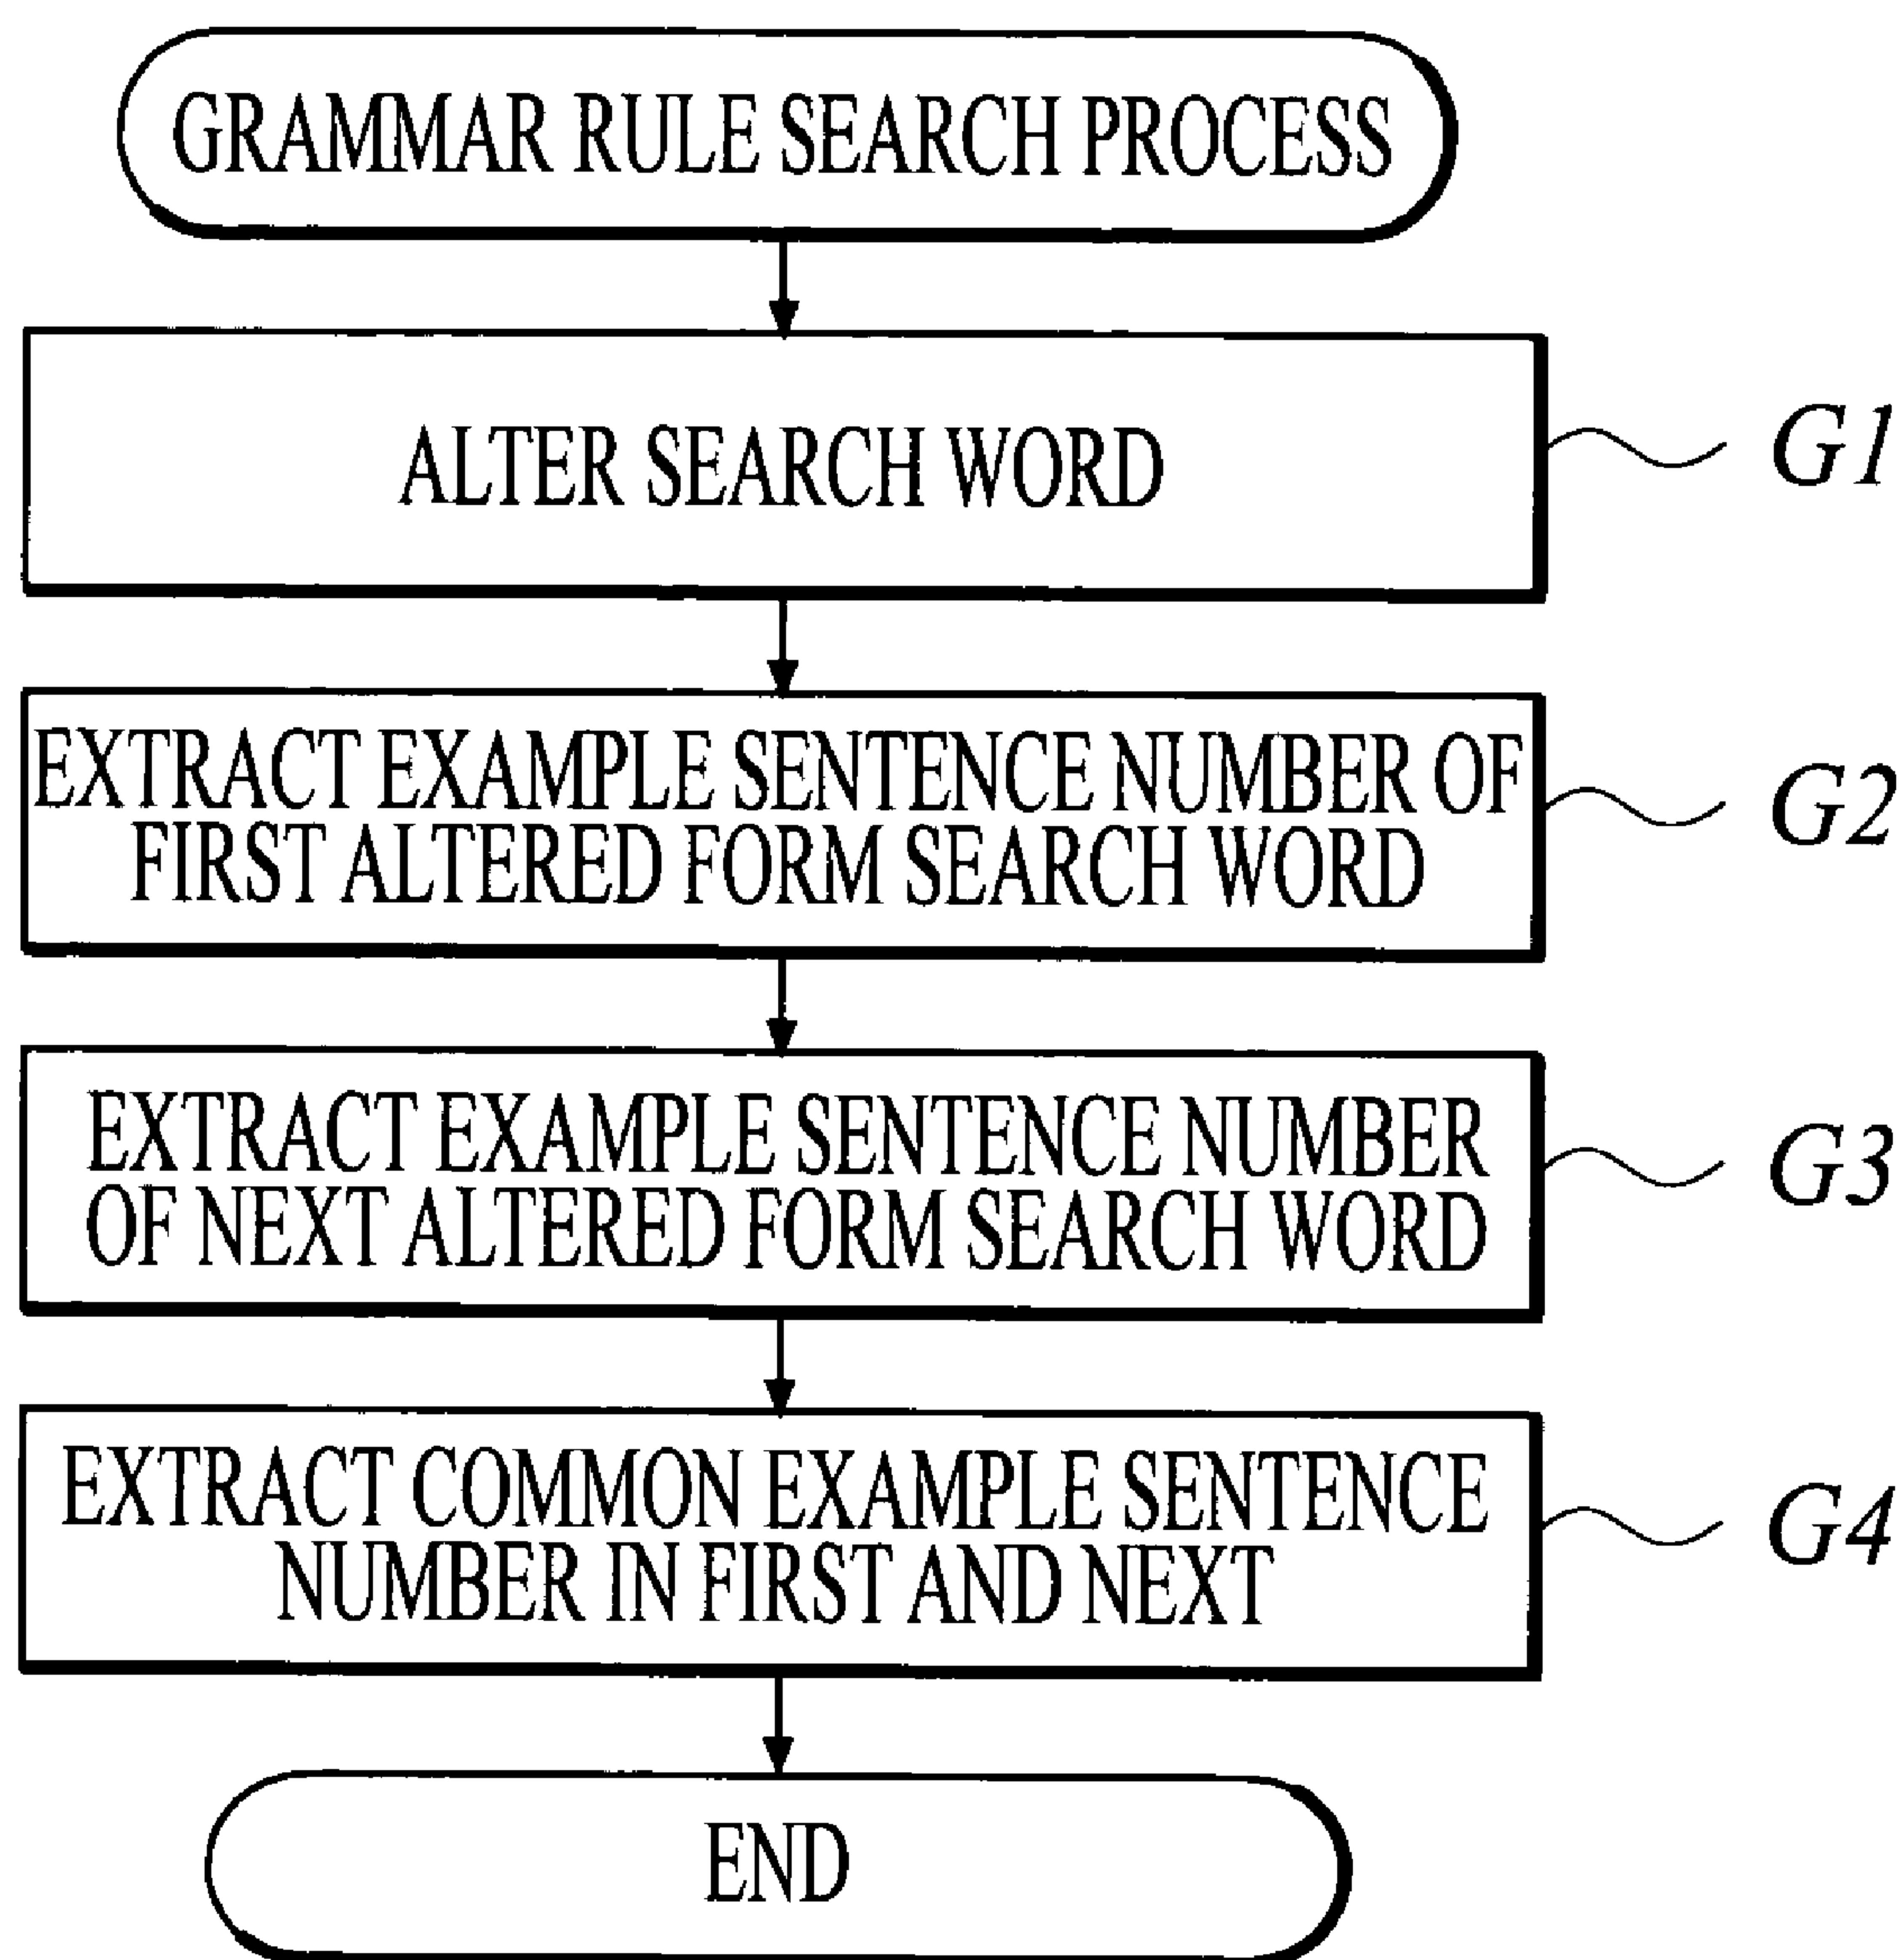 GRAMMAR RULE SEARCH PROCESS
ALTER SEARCH WORD
G1
EXTRACT EXAMPLE SENTENCE NUMBER OF
FIRST ALTERED FORM SEARCH WORD
G2
EXTRACT EXAMPLE SENTENCE NUMBER
OF NEXT ALTERED FORM SEARCH WORD
G3
EXTRACT COMMON EXAMPLE SENTENCE
NUMBER IN FIRST AND NEXT
G4
END